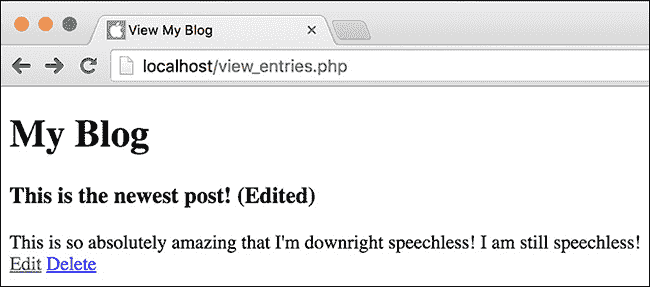 View My Blog
localhost/view_entries.php
My Blog
This is the newest post! (Edited)
This is so absolutely amazing that I'm downright speechless! I am still speechless!
Edit Delete